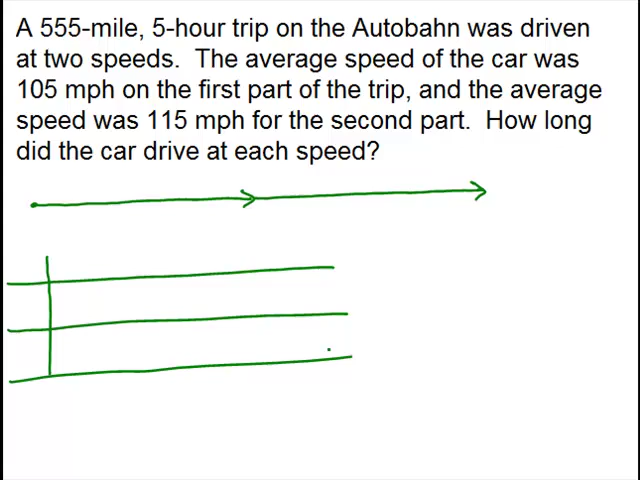 A 555-mile, 5-hour trip on the Autobahn was driven
at two speeds.  The average speed of the car was
105 mph on the first part of the trip, and the average
speed was 115 mph for the second part.  How long
did the car drive at each speed?